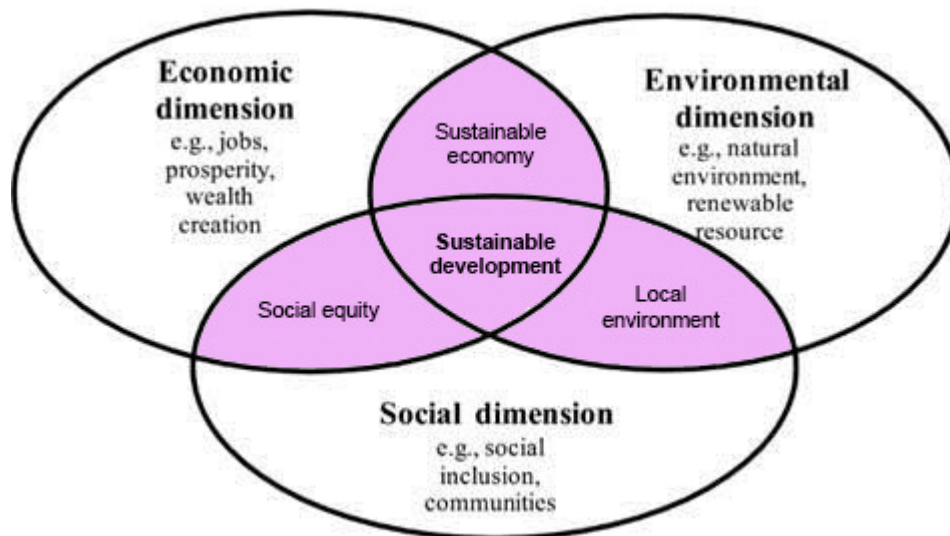 Economic
dimension
e.g., jobs,
prosperity,
wealth
creation
Environmental
dimension
e.g., natural
environment,
renewable
resource
Sustainable
economy
Sustainable
development
Social equity
Local
environment
Social dimension
e.g., social
inclusion,
communities